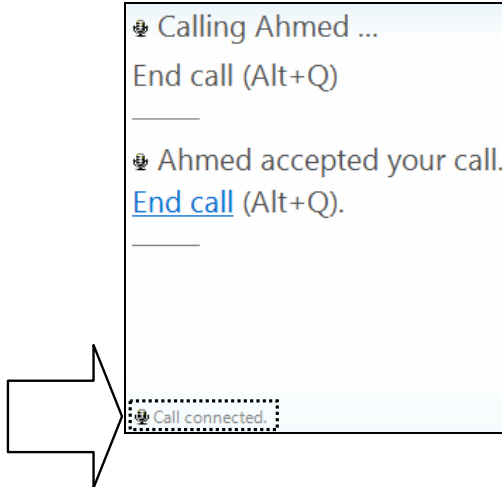 Calling Ahmed ...
End call (Alt+Q)
Ahmed accepted your call.
End call (Alt+Q).
Call connected.